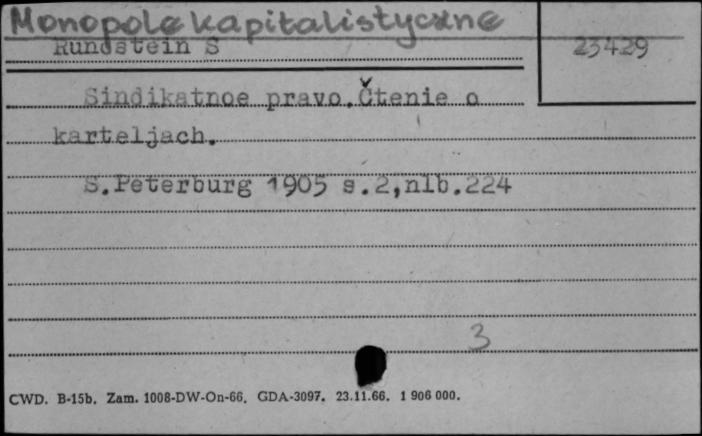 Monopole kapitalistyczne
Rundstein S
23429
Sindikatnoe pravo.Čtenie o
karteljach.
S.Peterburg 1905 s.2,nlb.224
3
CWD. B-15b. Zam. 1008-DW-On-66. GDA-3097. 23.11.66. 1 906 000.